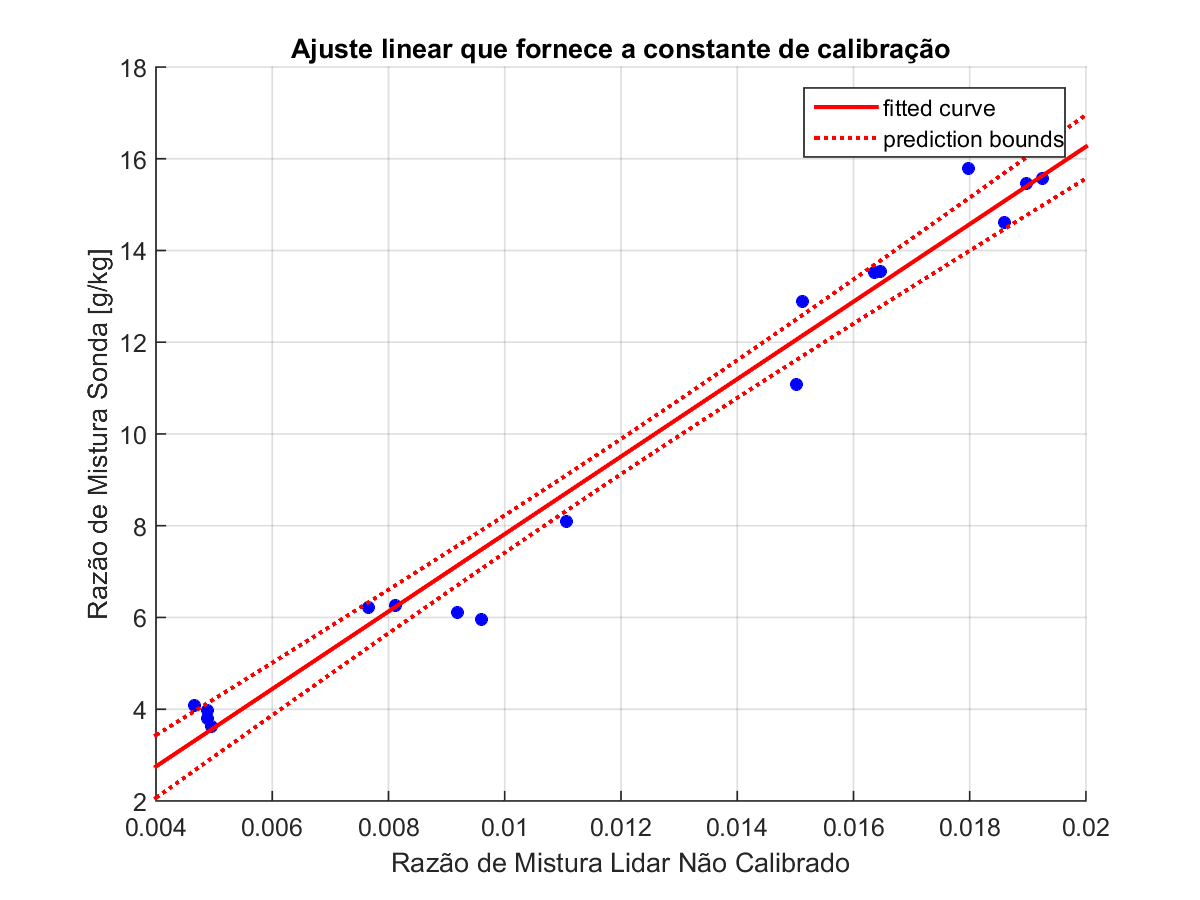 Ajuste linear que fornece a constante de calibração
fitted curve
prediction bounds
18
16
14
12
10
8
6
4
2
Razão de Mistura Sonda [g/kg]
0.004 0.006 0.008 0.01 0.012 0.014 0.016 0.018 0.02
Razão de Mistura Lidar Não Calibrado